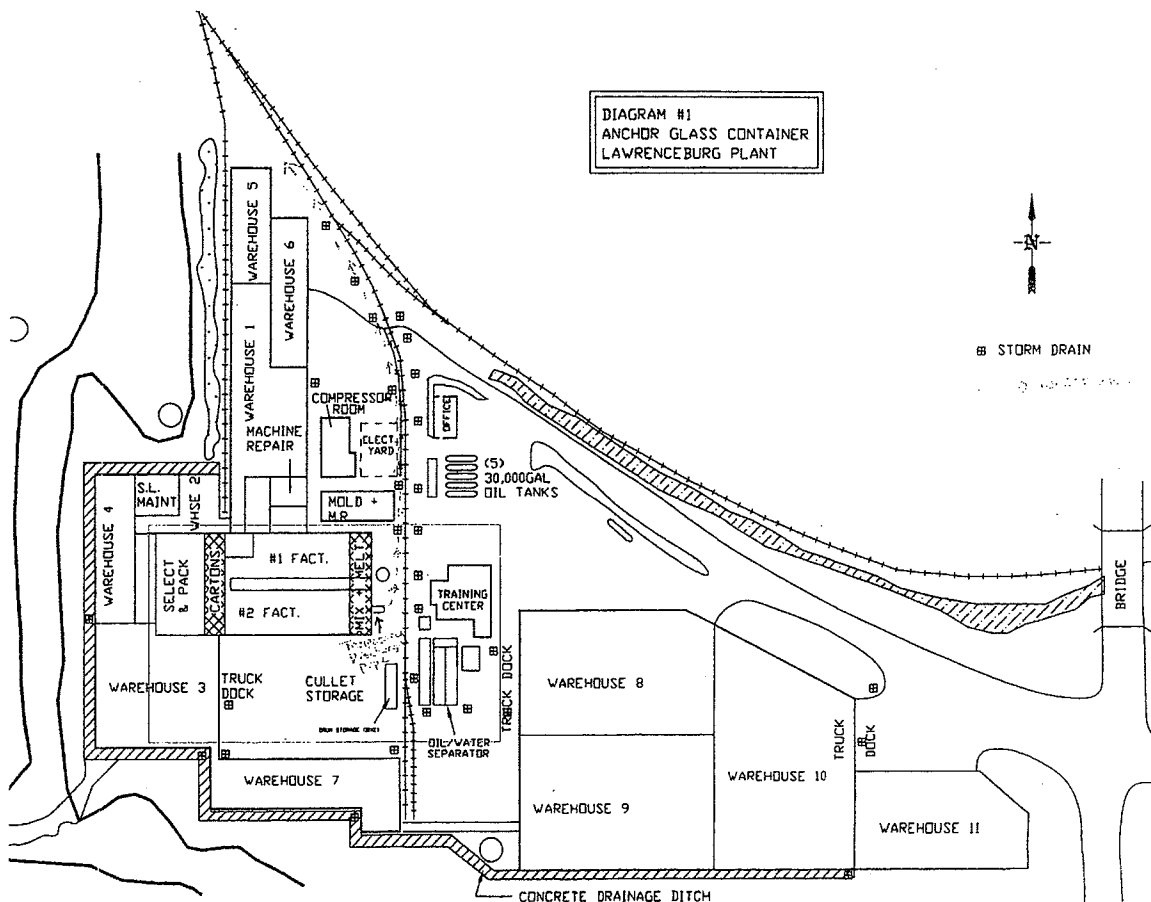 DIAGRAM #1
ANCHOR GLASS CONTAINER
LAWRENCEBURG PLANT
N
STORM DRAIN
WAREHOUSE 5
WAREHOUSE 6
WAREHOUSE 1
COMPRESSOR
ROOM
MACHINE
REPAIR
ELECT
YARD
OFFICE
(5)
30,000GAL
OIL TANKS
S.L.
MAINT
WHSE 2
MOLD +
M.R.
WAREHOUSE 4
SELECT
& PACK
CARTONS
#1 FACT.
#2 FACT.
MIX + MELT
TRAINING
CENTER
BRIDGE
WAREHOUSE 3
TRUCK
DOCK
CULLET
STORAGE
DRUM STORAGE
OIL/WATER
SEPARATOR
TRUCK DOCK
WAREHOUSE 8
TRUCK
DOCK
WAREHOUSE 7
WAREHOUSE 9
WAREHOUSE 10
WAREHOUSE 11
CONCRETE DRAINAGE DITCH